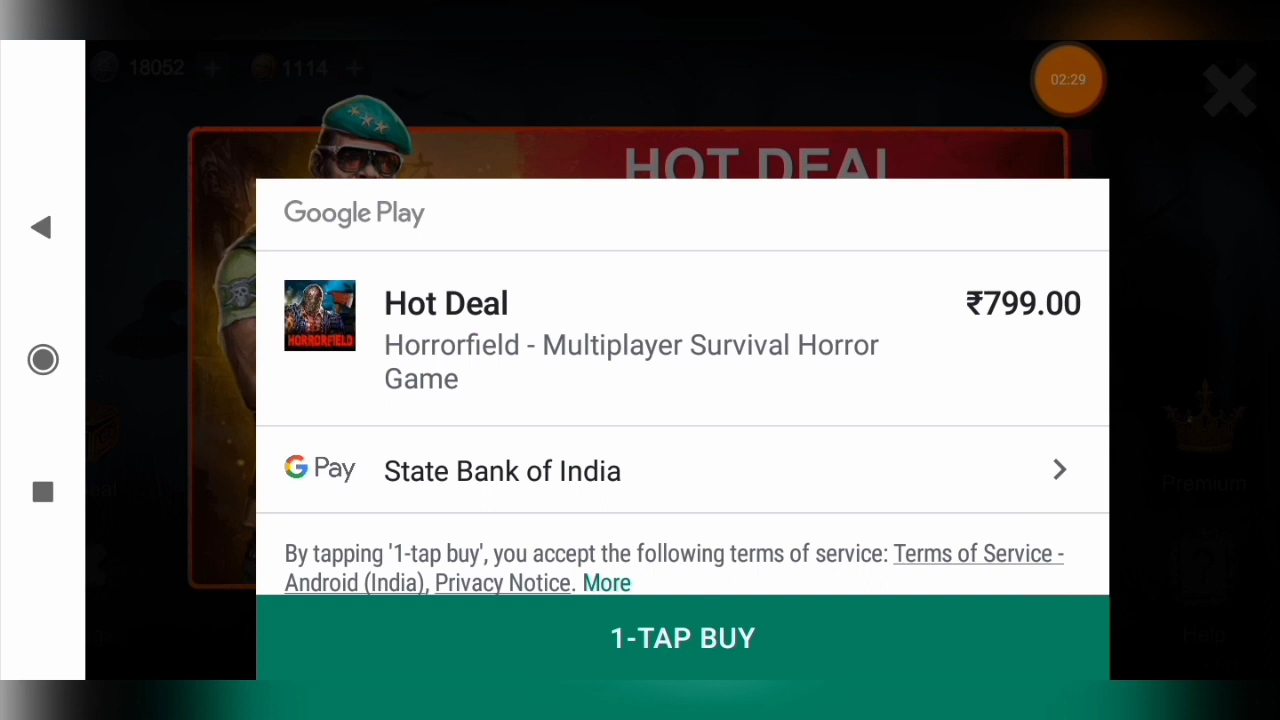 18052 + 1114 +
02:29
HOT DEAL
Google Play
Hot Deal ₹799.00
HORRORFIELD
Horrorfield - Multiplayer Survival Horror
Game
G Pay State Bank of India
Premium
By tapping '1-tap buy', you accept the following terms of service: Terms of Service -
Android (India), Privacy Notice. More
1-TAP BUY
Help